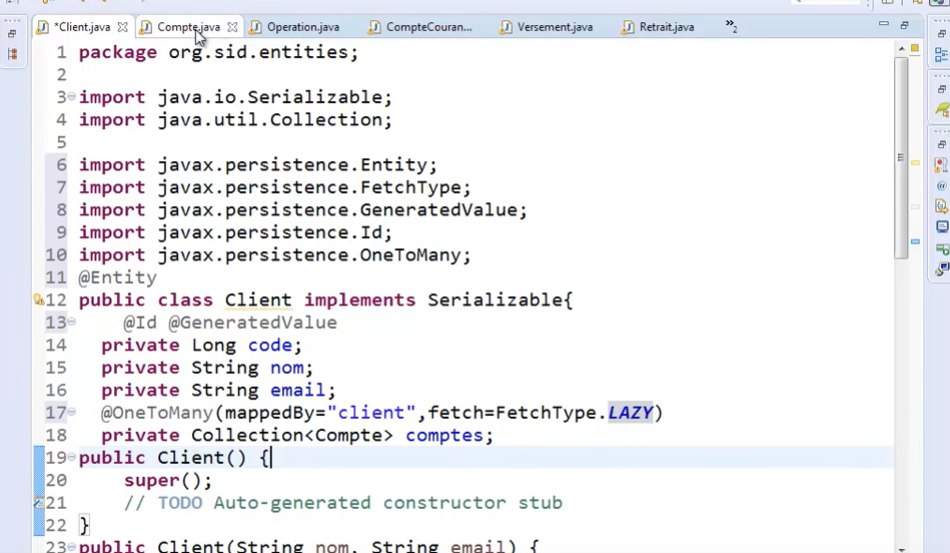 *Client.java Compte.java Operation.java CompteCouran... Versement.java Retrait.java »2
1 package org.sid.entities;
2
3 import java.io.Serializable;
4 import java.util.Collection;
5
6 import javax.persistence.Entity;
7 import javax.persistence.FetchType;
8 import javax.persistence.GeneratedValue;
9 import javax.persistence.Id;
10 import javax.persistence.OneToMany;
11 @Entity
12 public class Client implements Serializable{
13 @Id @GeneratedValue
14 private Long code;
15 private String nom;
16 private String email;
17 @OneToMany(mappedBy="client",fetch=FetchType.LAZY)
18 private Collection<Compte> comptes;
19 public Client() {
20 super();
21 // TODO Auto-generated constructor stub
22 }
23 public Client(String nom, String email) {